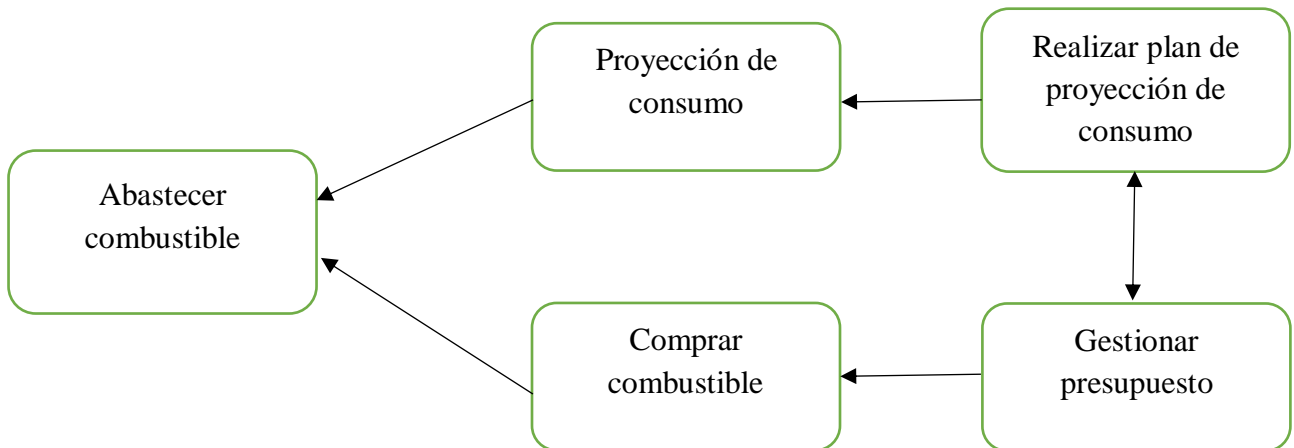 Proyección de
consumo
Realizar plan de
proyección de
consumo
Abastecer
combustible
Comprar
combustible
Gestionar
presupuesto